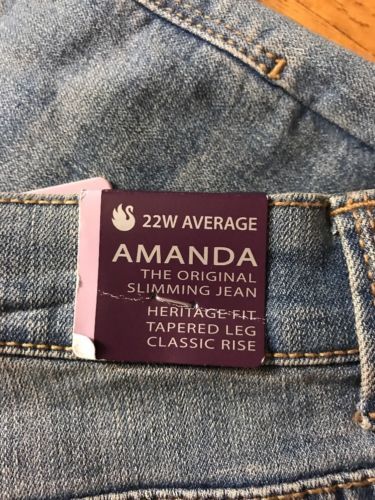 22W AVERAGE
AMANDA
THE ORIGINAL
SLIMMING JEAN
HERITAGE FIT
TAPERED LEG
CLASSIC RISE